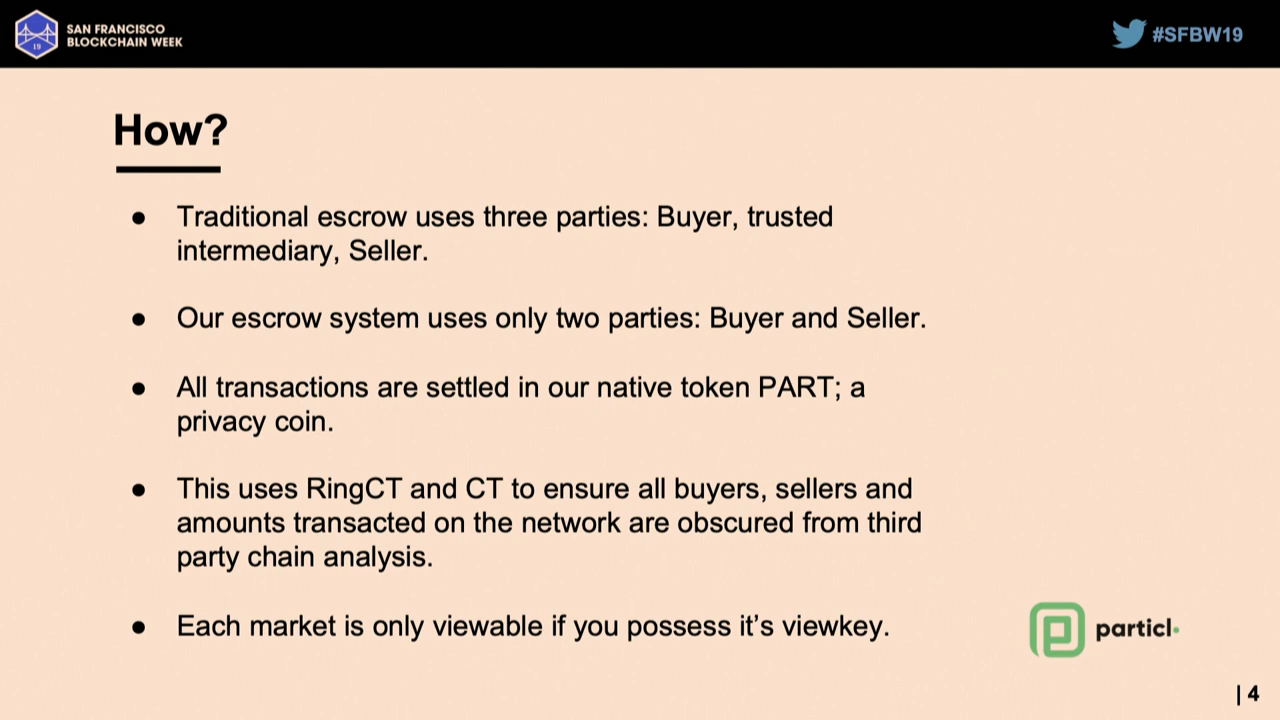 SAN FRANCISCO
BLOCKCHAIN WEEK
19
#SFBW19
How?
● Traditional escrow uses three parties: Buyer, trusted
intermediary, Seller.
● Our escrow system uses only two parties: Buyer and Seller.
● All transactions are settled in our native token PART; a
privacy coin.
● This uses RingCT and CT to ensure all buyers, sellers and
amounts transacted on the network are obscured from third
party chain analysis.
● Each market is only viewable if you possess it’s viewkey.
particl
| 4